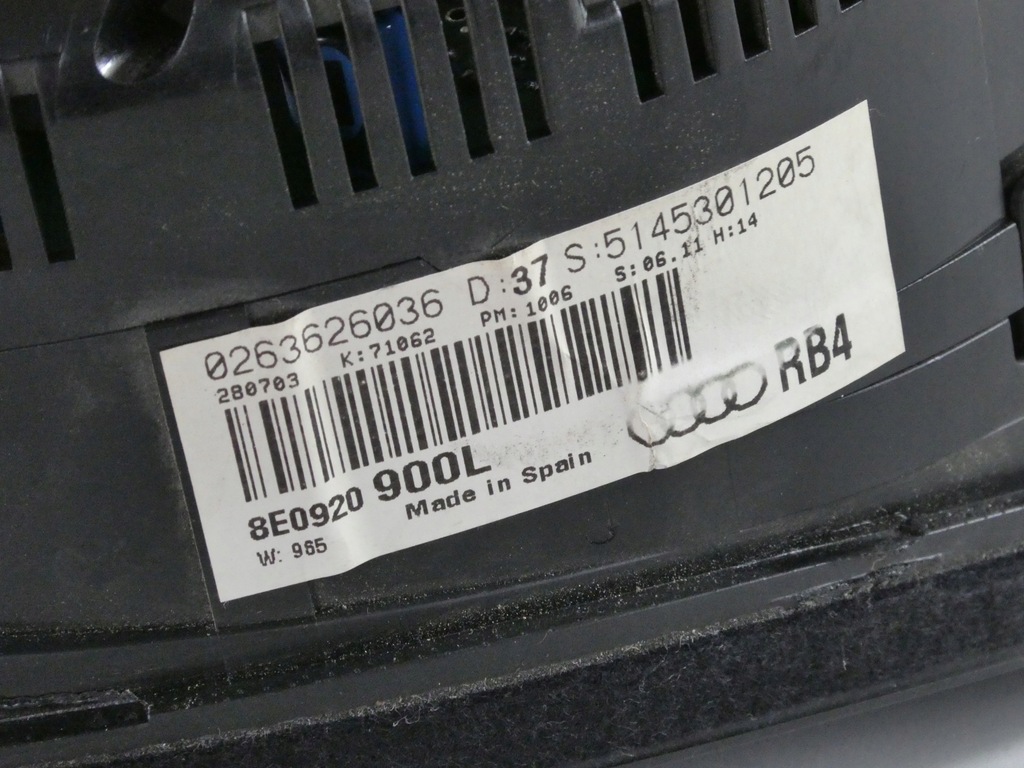 0263626036 D:37 S:5145301205
280703 K:71062 PM:1006 S:06.11 H:14
8E0920 900L RB4
W: 965 Made in Spain